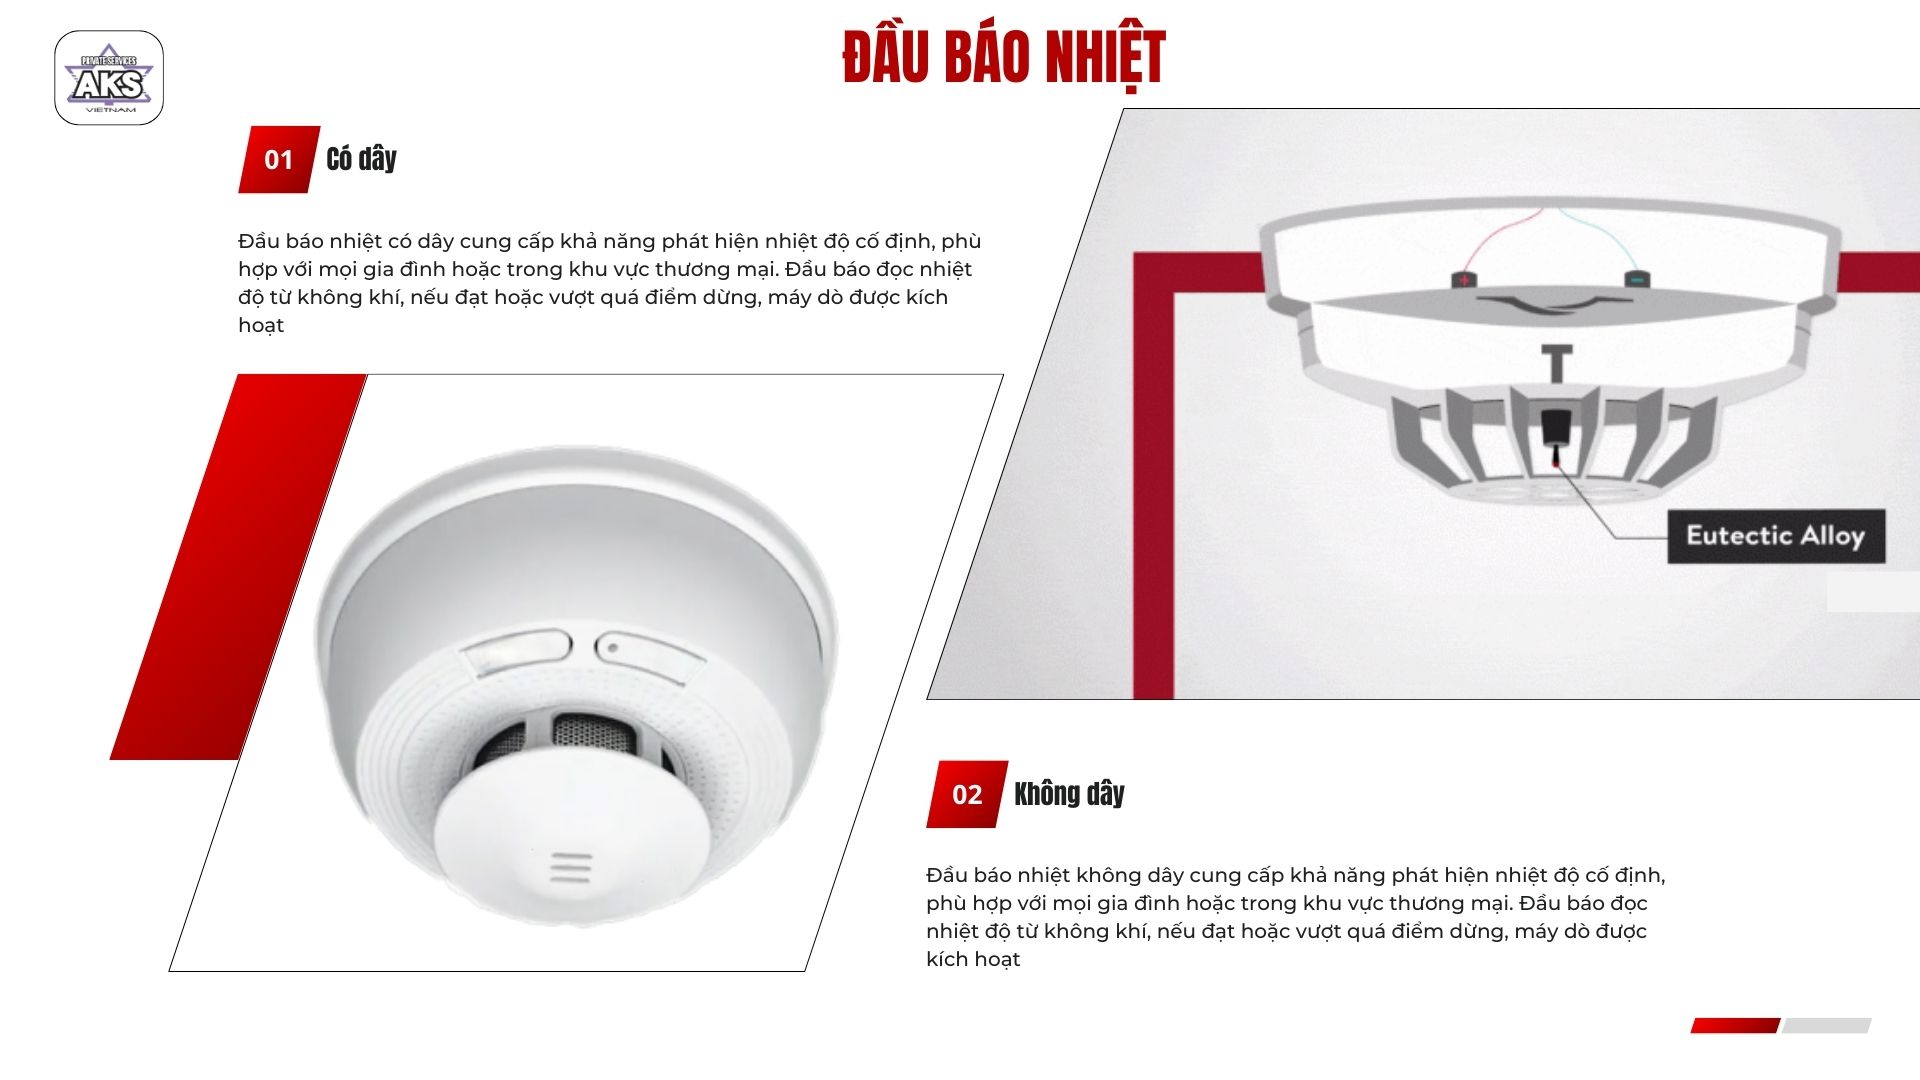 PRIVATE SERVICES
AKS
VIETNAM
ĐẦU BÁO NHIỆT
01
Có dây
Đầu báo nhiệt có dây cung cấp khả năng phát hiện nhiệt độ cố định, phù
hợp với mọi gia đình hoặc trong khu vực thương mại. Đầu báo đọc nhiệt
độ từ không khí, nếu đạt hoặc vượt quá điểm dừng, máy dò được kích
hoạt
+
-
Eutectic Alloy
02
Không dây
Đầu báo nhiệt không dây cung cấp khả năng phát hiện nhiệt độ cố định,
phù hợp với mọi gia đình hoặc trong khu vực thương mại. Đầu báo đọc
nhiệt độ từ không khí, nếu đạt hoặc vượt quá điểm dừng, máy dò được
kích hoạt